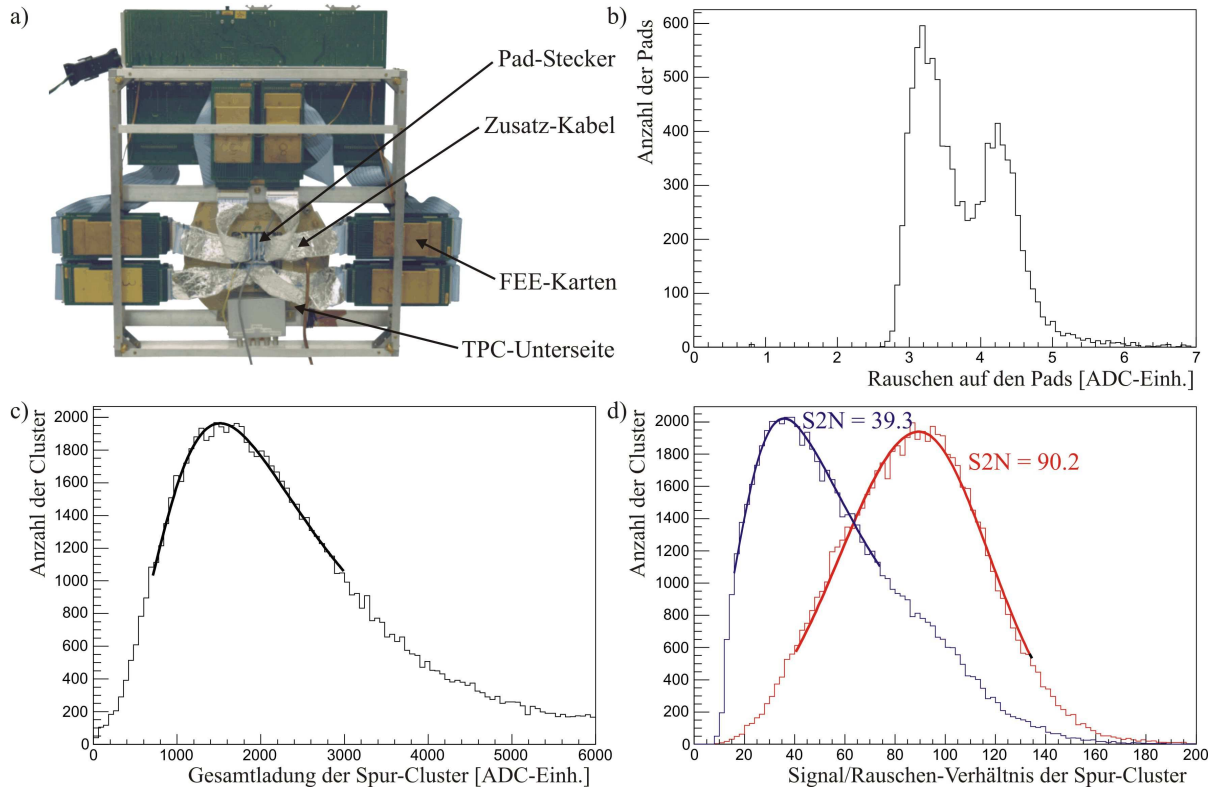 a)
Pad-Stecker
Zusatz-Kabel
FEE-Karten
TPC-Unterseite
b)
Anzahl der Pads
600
500
400
300
200
100
0
0 1 2 3 4 5 6 7
Rauschen auf den Pads [ADC-Einh.]
c)
Anzahl der Cluster
2000
1800
1600
1400
1200
1000
800
600
400
200
0
0 1000 2000 3000 4000 5000 6000
Gesamtladung der Spur-Cluster [ADC-Einh.]
d)
S2N = 39.3
S2N = 90.2
Anzahl der Cluster
2000
1800
1600
1400
1200
1000
800
600
400
200
0
0 20 40 60 80 100 120 140 160 180 200
Signal/Rauschen-Verhältnis der Spur-Cluster